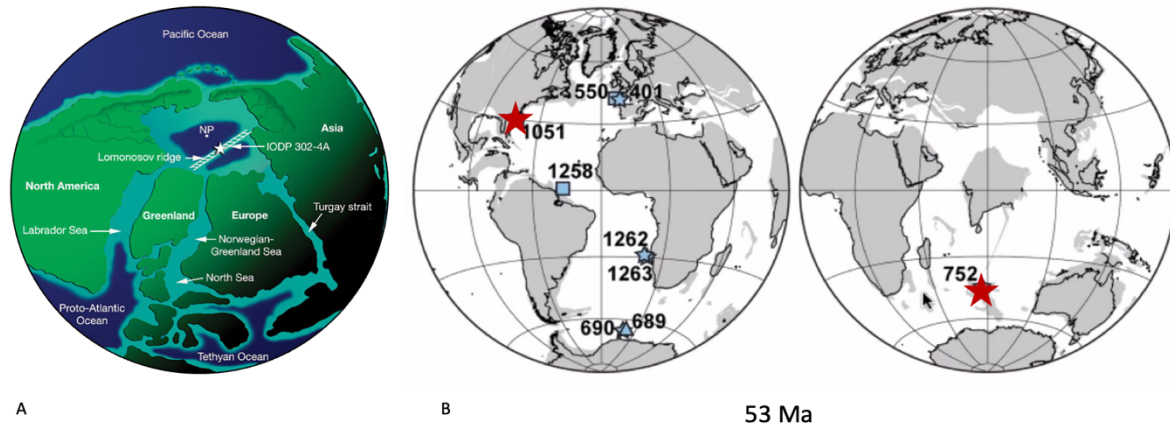 Pacific Ocean
Asia
NP
IODP 302-4A
Lomonosov ridge
North America
Greenland
Europe
Turgay strait
Labrador Sea
Norwegian-
Greenland Sea
North Sea
Proto-Atlantic
Ocean
Tethyan Ocean
A
550 401
1051
1258
1262
1263
690 689
752
B
53 Ma